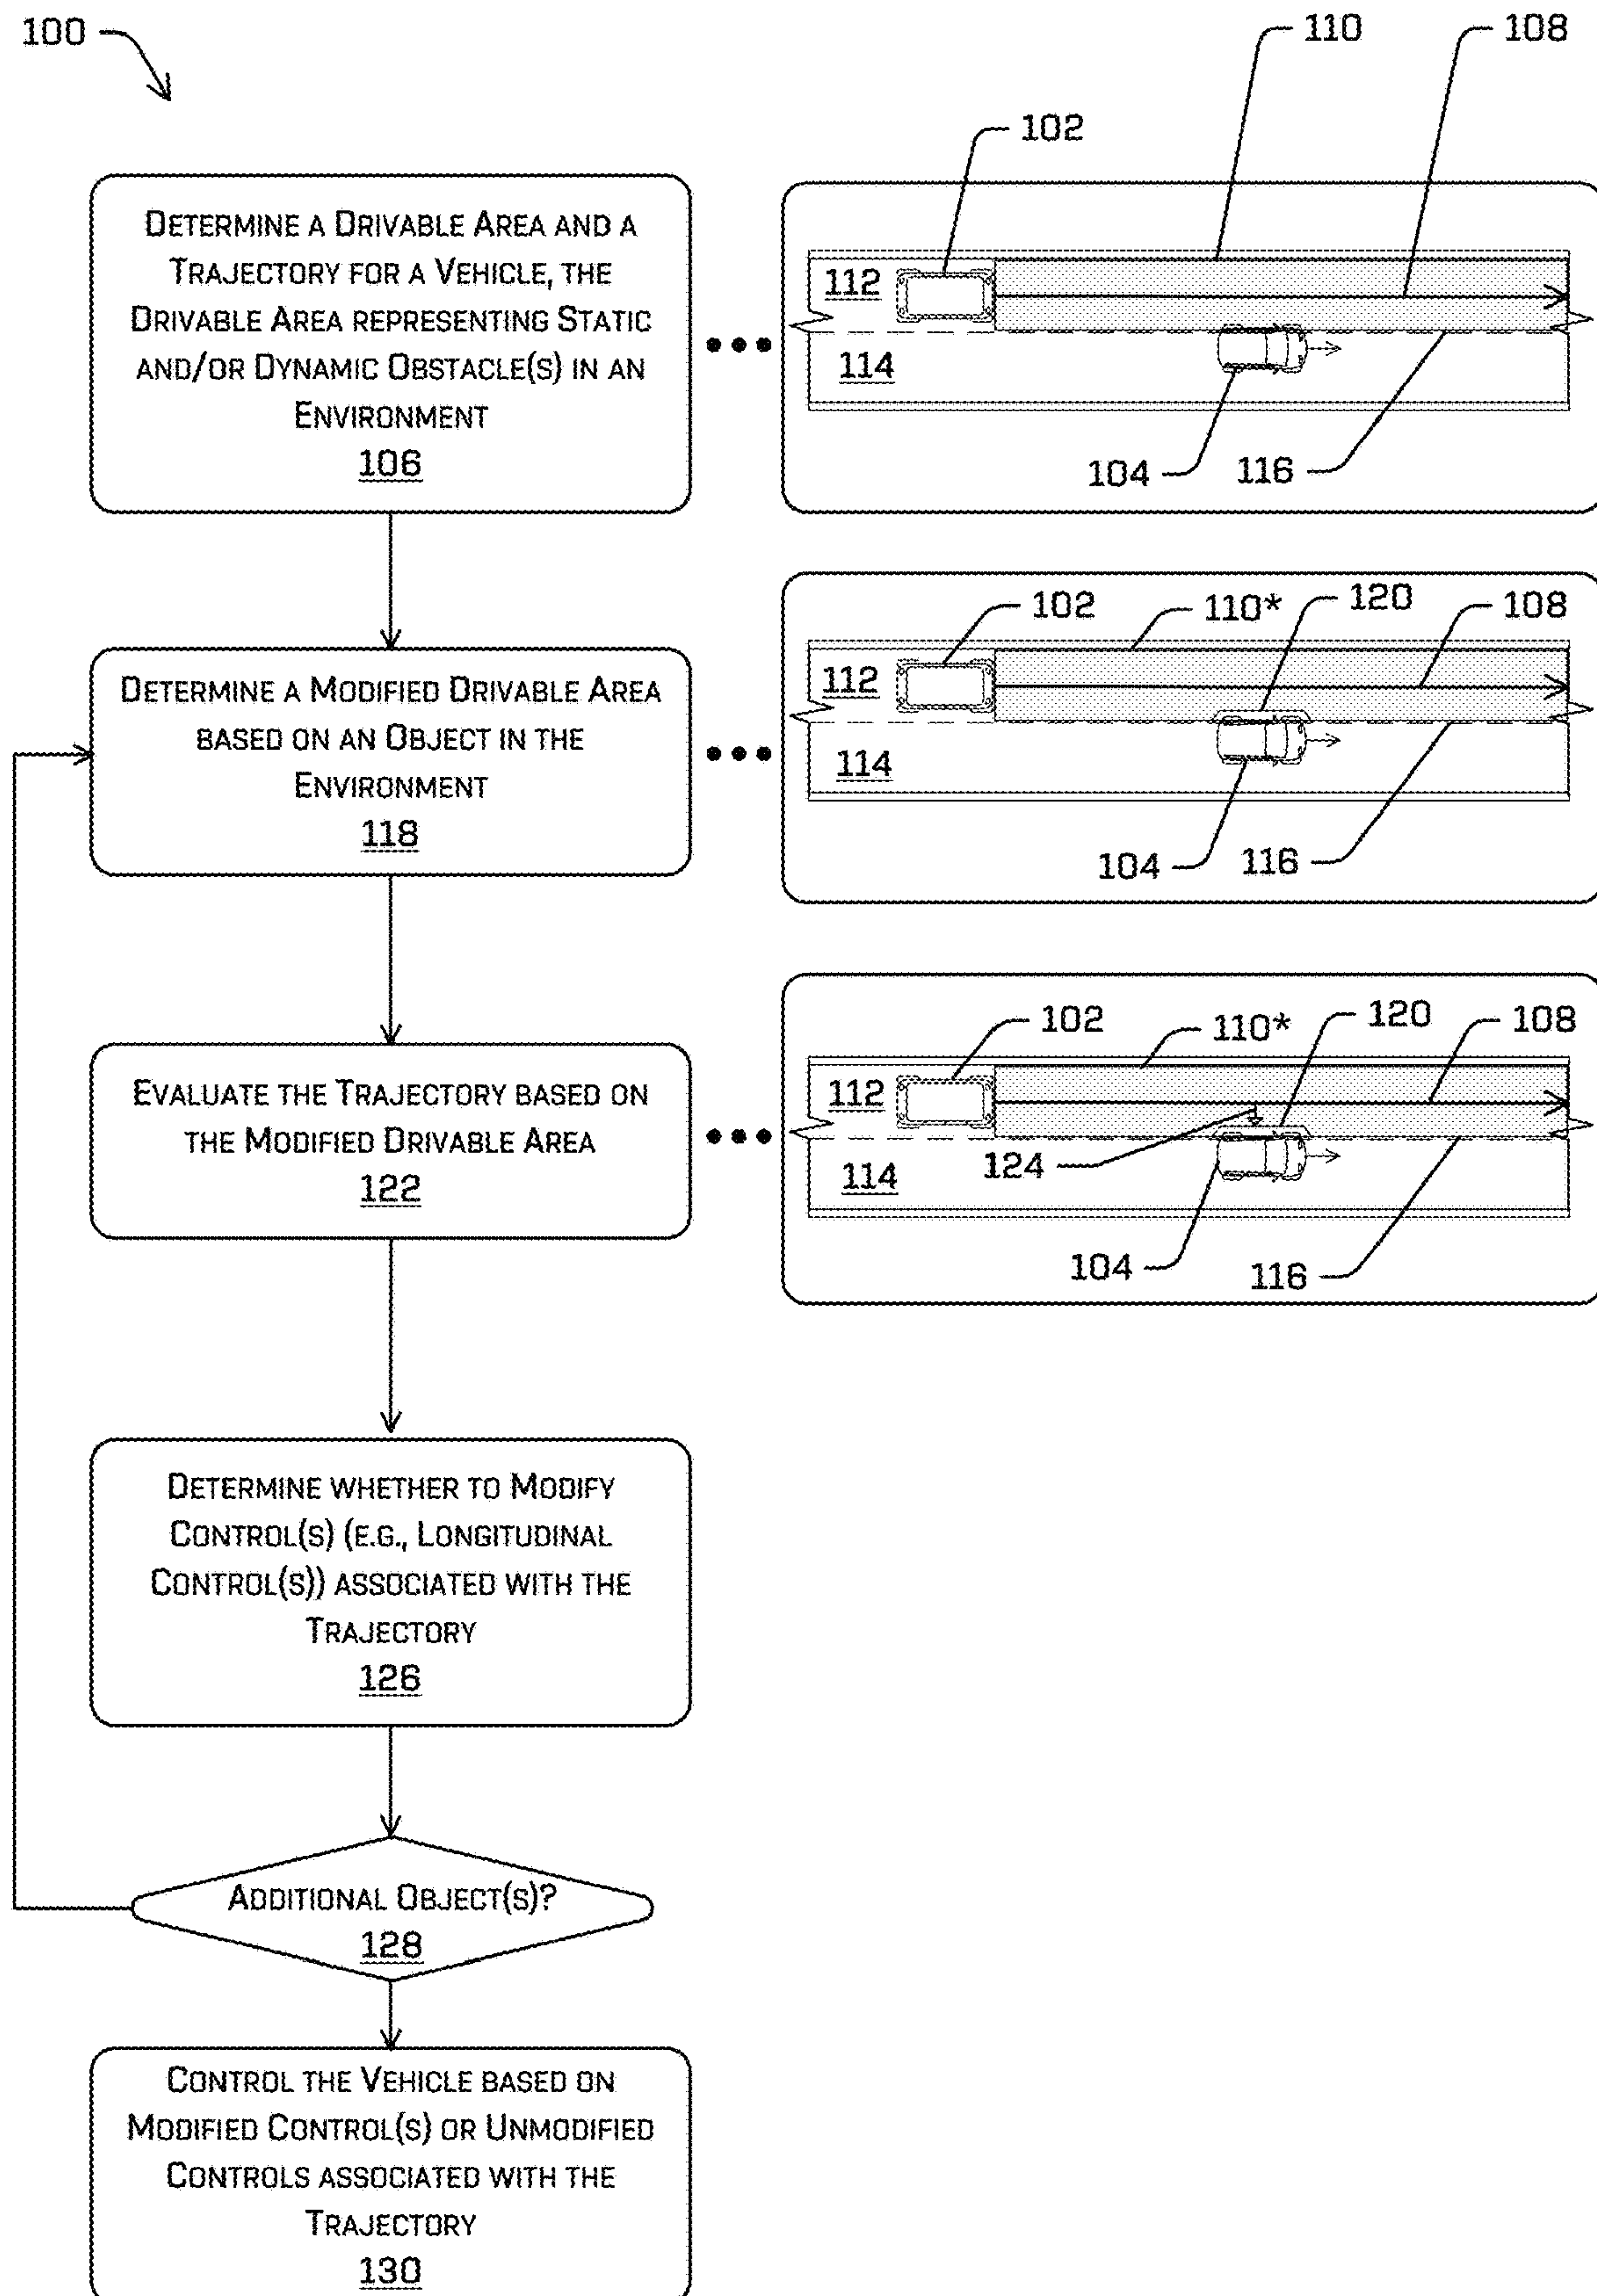 100
110
108
102
DETERMINE A DRIVABLE AREA AND A
TRAJECTORY FOR A VEHICLE, THE
DRIVABLE AREA REPRESENTING STATIC
AND/OR DYNAMIC OBSTACLE(S) IN AN
ENVIRONMENT
106
112
114
104
116
102
110*
120
108
DETERMINE A MODIFIED DRIVABLE AREA
BASED ON AN OBJECT IN THE
ENVIRONMENT
118
112
114
104
116
102
110*
120
108
EVALUATE THE TRAJECTORY BASED ON
THE MODIFIED DRIVABLE AREA
122
112
114
124
104
116
DETERMINE WHETHER TO MODIFY
CONTROL(S) (E.G., LONGITUDINAL
CONTROL(S)) ASSOCIATED WITH THE
TRAJECTORY
126
ADDITIONAL OBJECT(S)?
128
CONTROL THE VEHICLE BASED ON
MODIFIED CONTROL(S) OR UNMODIFIED
CONTROLS ASSOCIATED WITH THE
TRAJECTORY
130